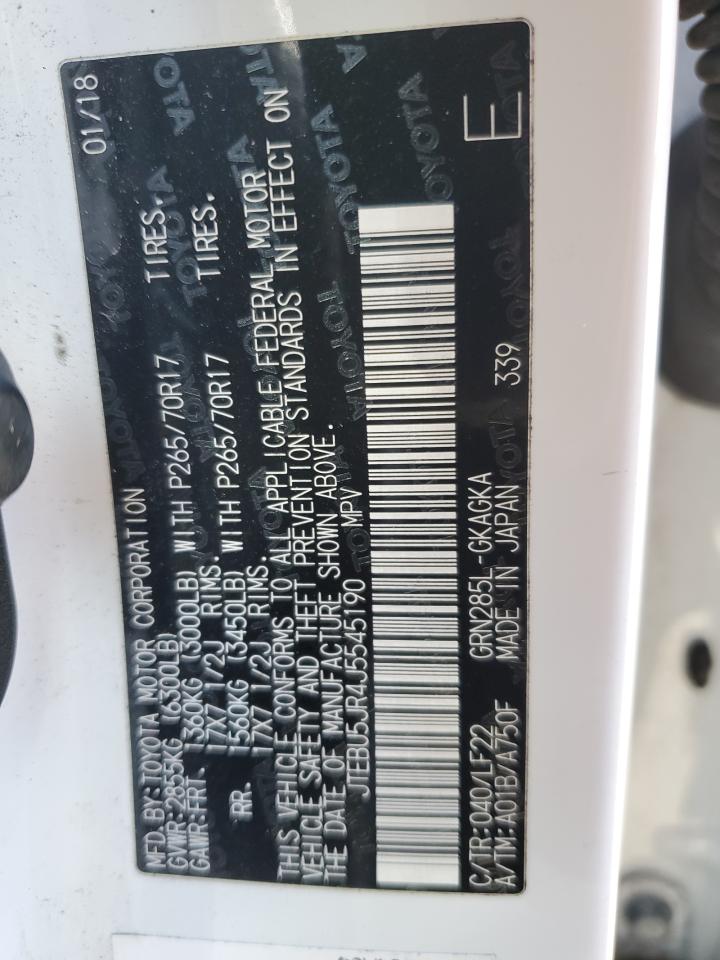 MFD.BY:TOYOTA MOTOR CORPORATION 01/18
GVWR:2855KG (6300LB)
GAWR:FRT. 1360KG (3000LB) WITH P265/70R17 TIRES,
17X7 1/2J RIMS.
RR. 1560KG (3450LB) WITH P265/70R17 TIRES,
17X7 1/2J RIMS.
THIS VEHICLE CONFORMS TO ALL APPLICABLE FEDERAL MOTOR
VEHICLE SAFETY AND THEFT PREVENTION STANDARDS IN EFFECT ON
THE DATE OF MANUFACTURE SHOWN ABOVE.
JTEBU5JR4J5545190 MPV
C/TR:040/LF22 GRN285L-GKAGKA
A/TM:A01B/A750F MADE IN JAPAN 339
E